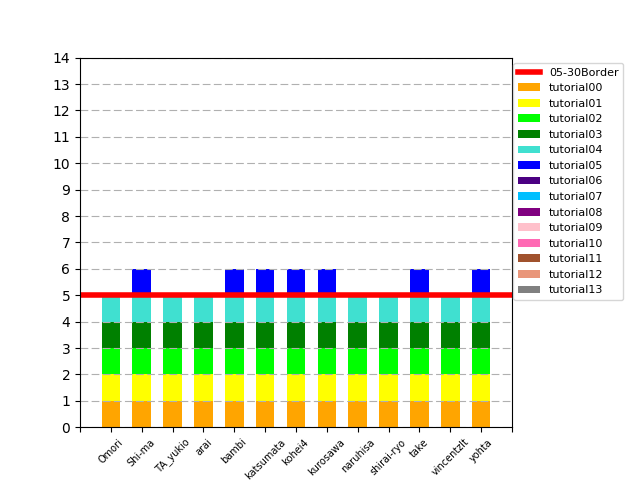 14
13
12
11
10
9
8
7
6
5
4
3
2
1
0
Omori
Shi-ma
TA_yukio
arai
bambi
katsumata
kohei4
kurosawa
naruhisa
shirai-ryo
take
vincentzlt
yohta
05-30Border
tutorial00
tutorial01
tutorial02
tutorial03
tutorial04
tutorial05
tutorial06
tutorial07
tutorial08
tutorial09
tutorial10
tutorial11
tutorial12
tutorial13